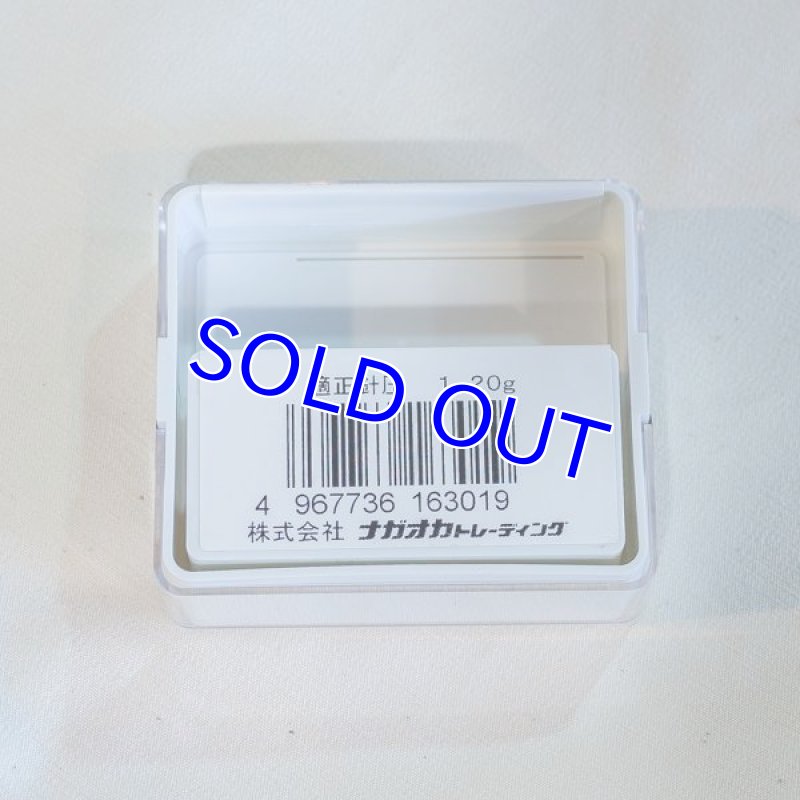 適正針圧 1.20g
SOLD OUT
4 967736 163019
株式会社 ナガオカトレーディング